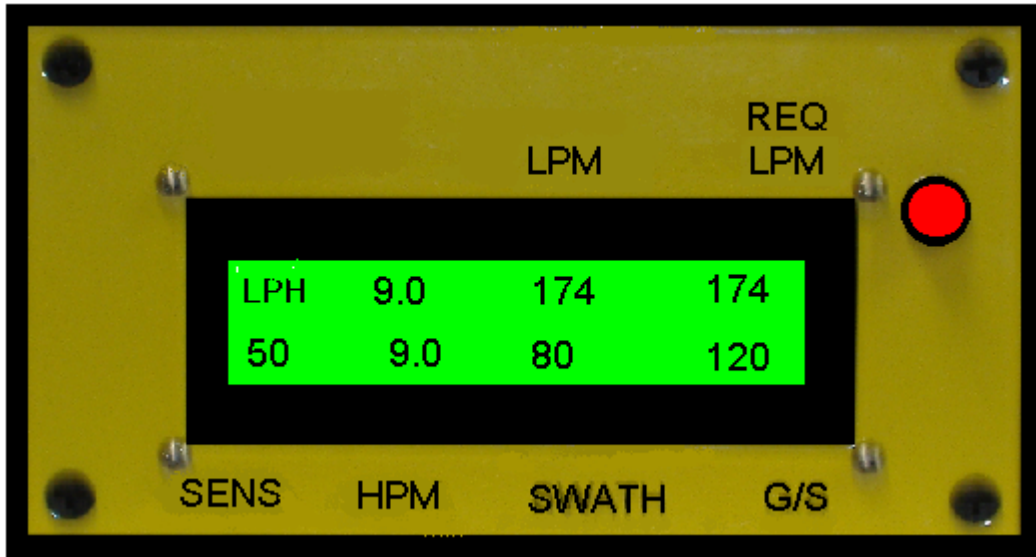 REQ
LPM LPM
LPH 9.0 174 174
50 9.0 80 120
SENS HPM SWATH G/S